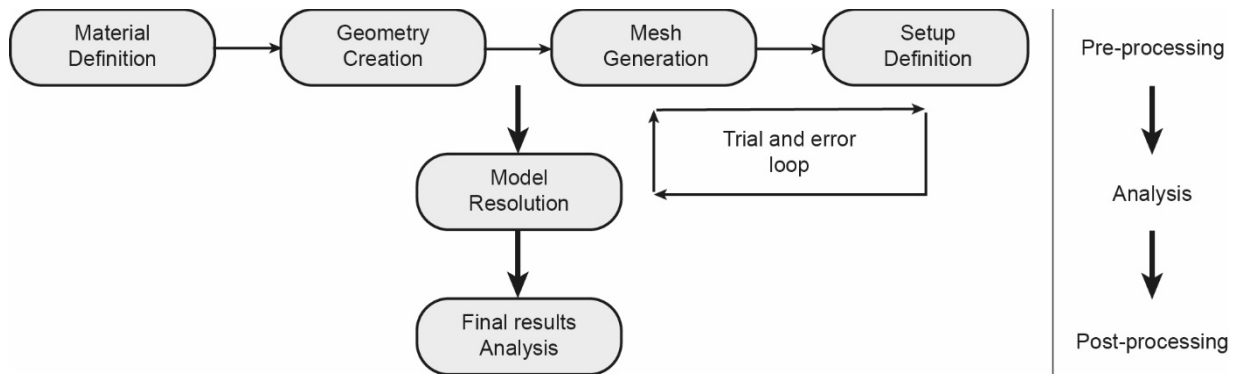 Material
Definition
Geometry
Creation
Mesh
Generation
Setup
Definition
Pre-processing
Trial and error
loop
Model
Resolution
Analysis
Final results
Analysis
Post-processing